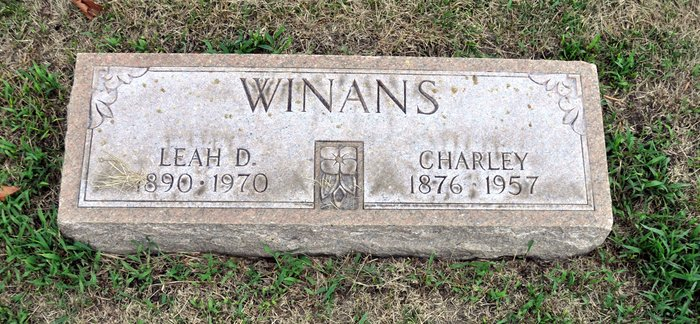 WINANS
LEAH D. CHARLEY
1890 · 1970 1876 · 1957